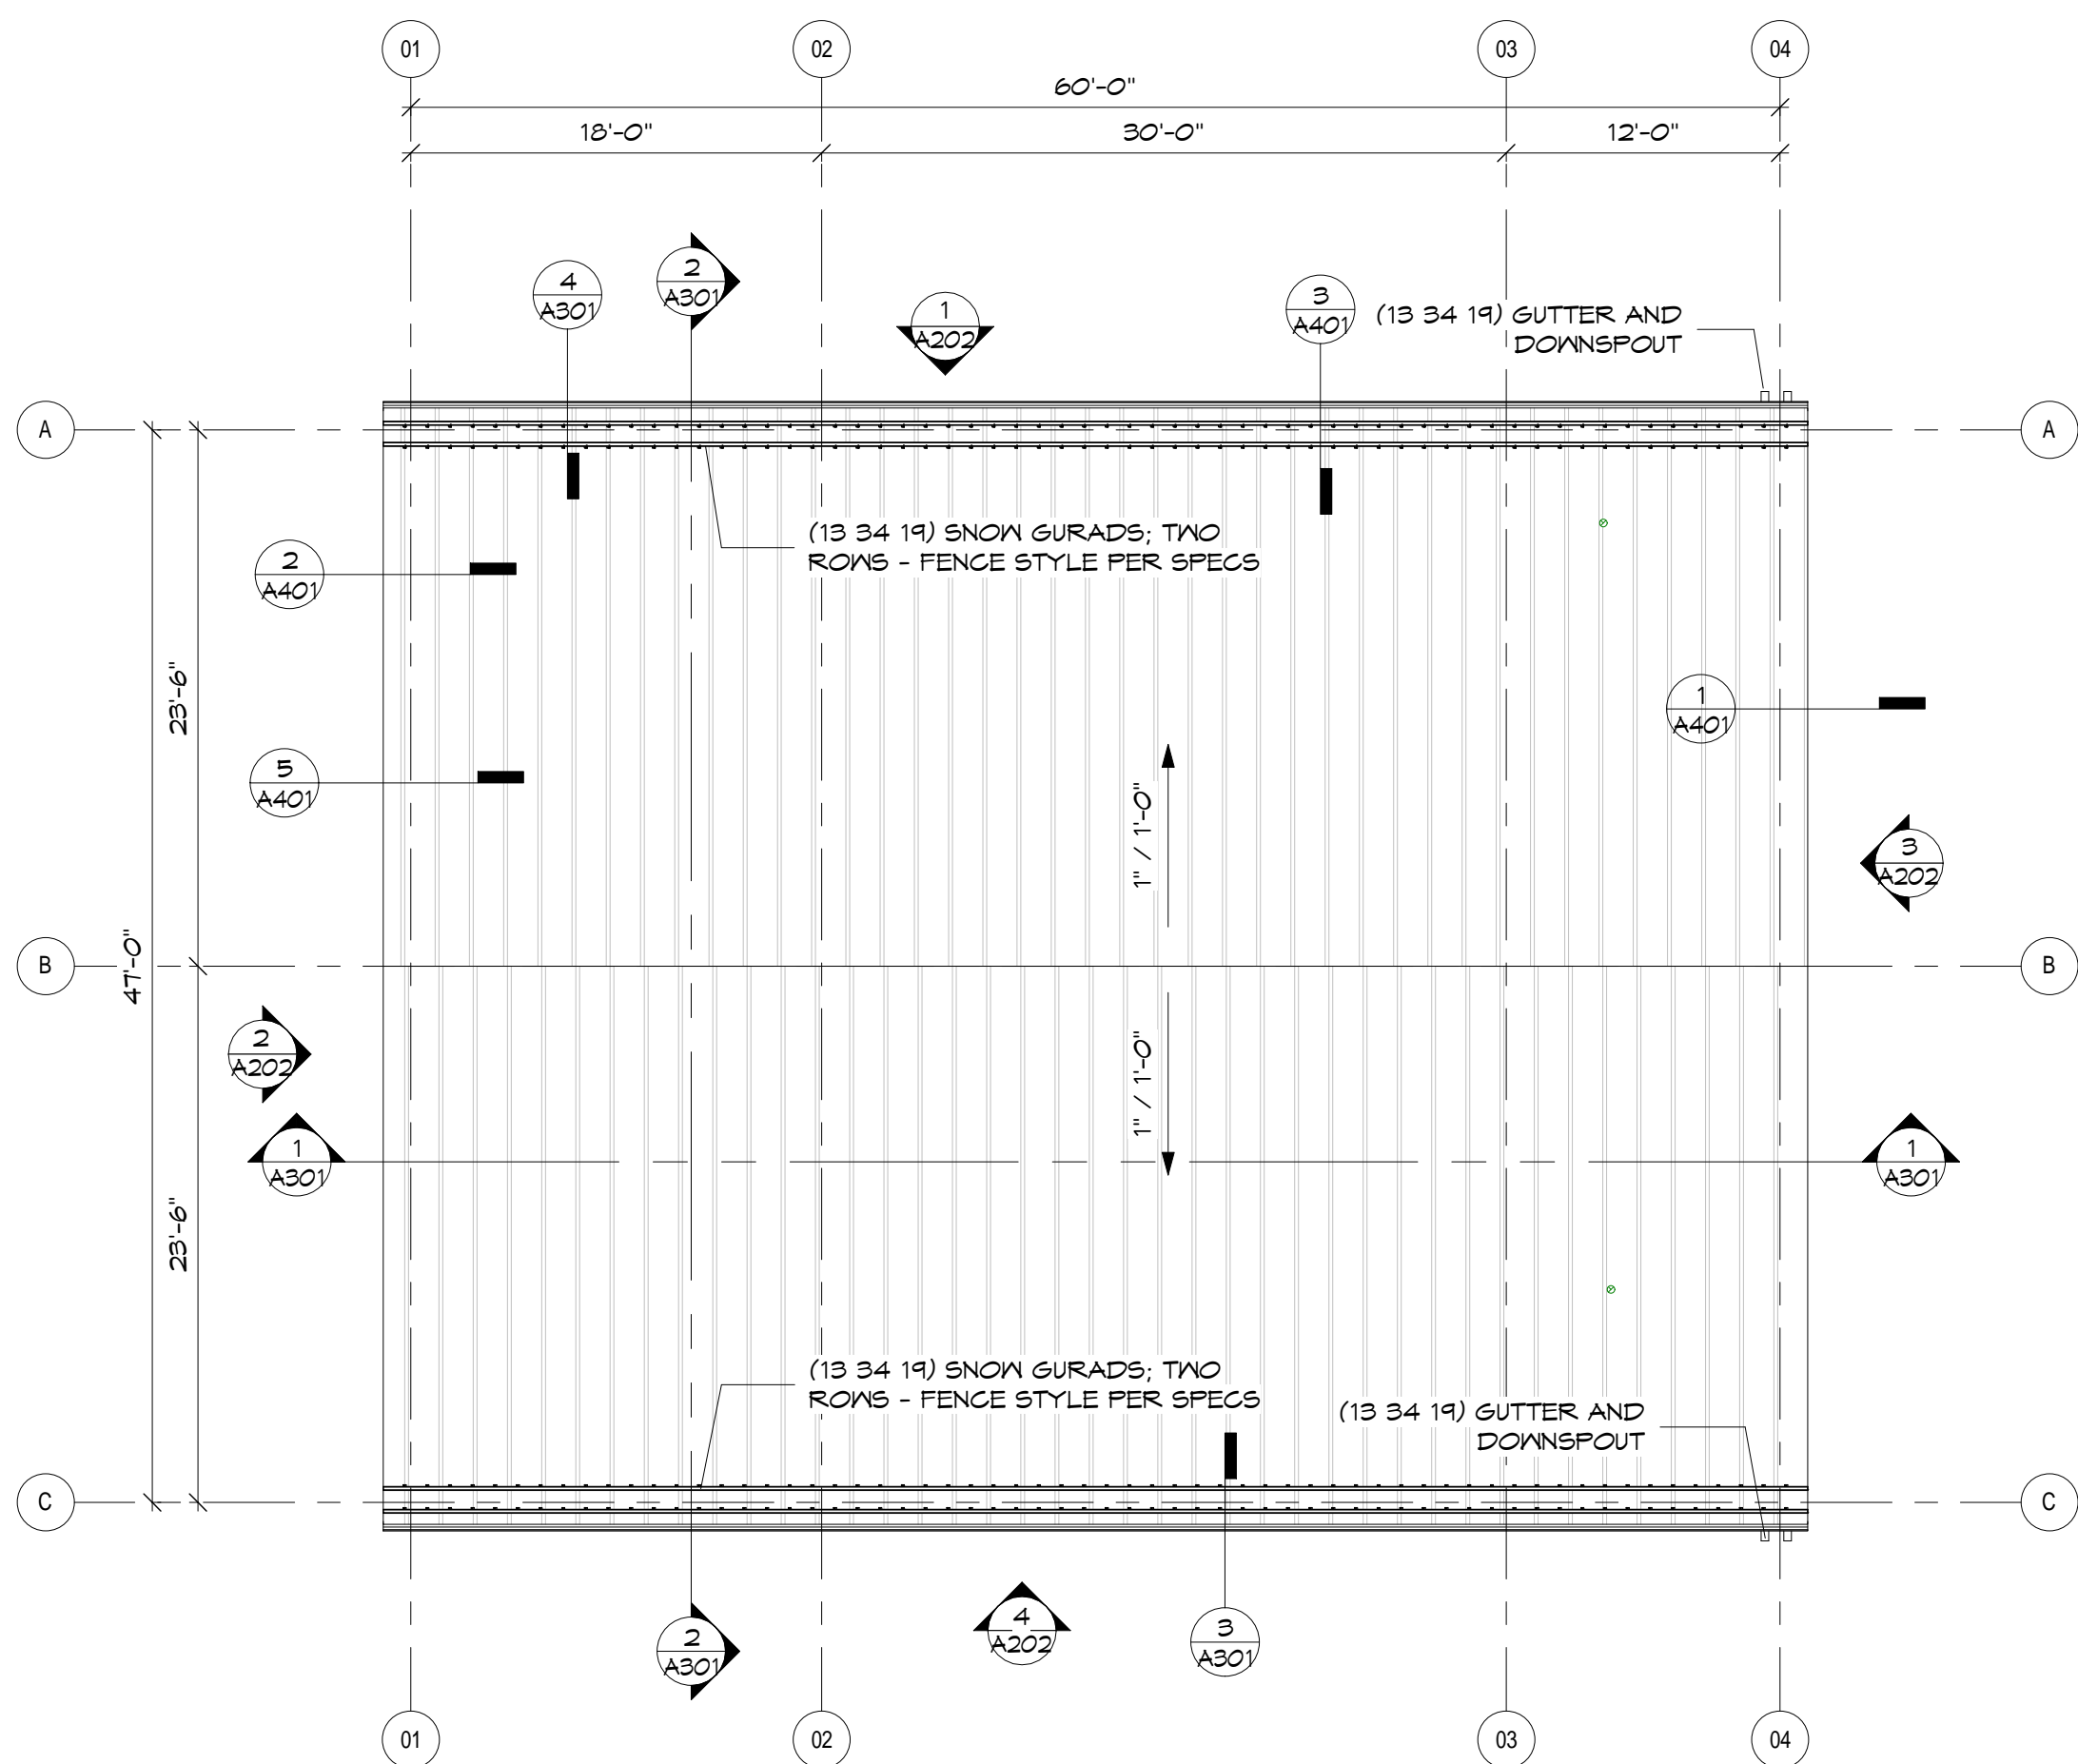 01 02 03 04
60'-0"
18'-0" 30'-0" 12'-0"
2
A301
4
A301
3
A401
1
A202
(13 34 19) GUTTER AND
DOWNSPOUT
A A
(13 34 19) SNOW GURADS; TWO
ROWS - FENCE STYLE PER SPECS
2
A401
23'-6"
1
A401
5
A401
1" / 1'-0"
3
A202
47'-0"
B B
2
A202
1" / 1'-0"
1
A301
1
A301
23'-6"
(13 34 19) SNOW GURADS; TWO
ROWS - FENCE STYLE PER SPECS
(13 34 19) GUTTER AND
DOWNSPOUT
C C
2
A301
4
A202
3
A301
01 02 03 04